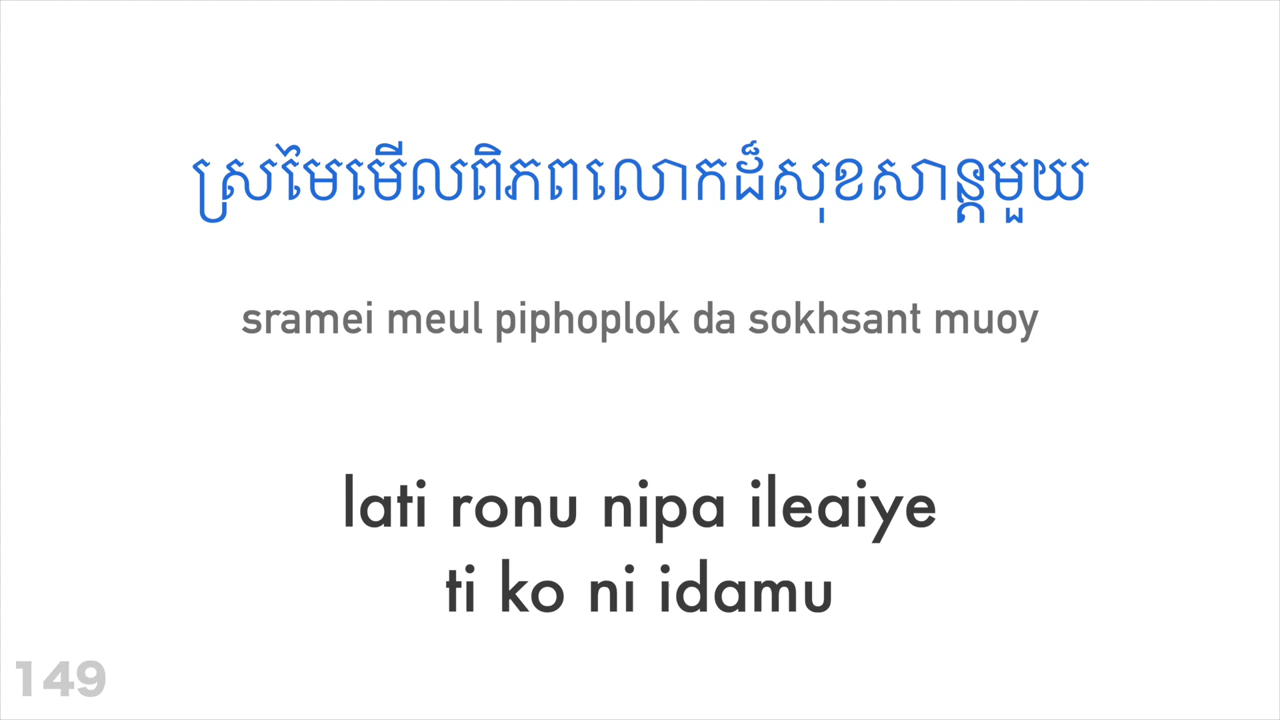 ស្រមៃមើលពិភពលោកដ៏សុខសាន្តមួយ
sramei meul piphoplok da sokhsant muoy
lati ronu nipa ileaiye
ti ko ni idamu
149